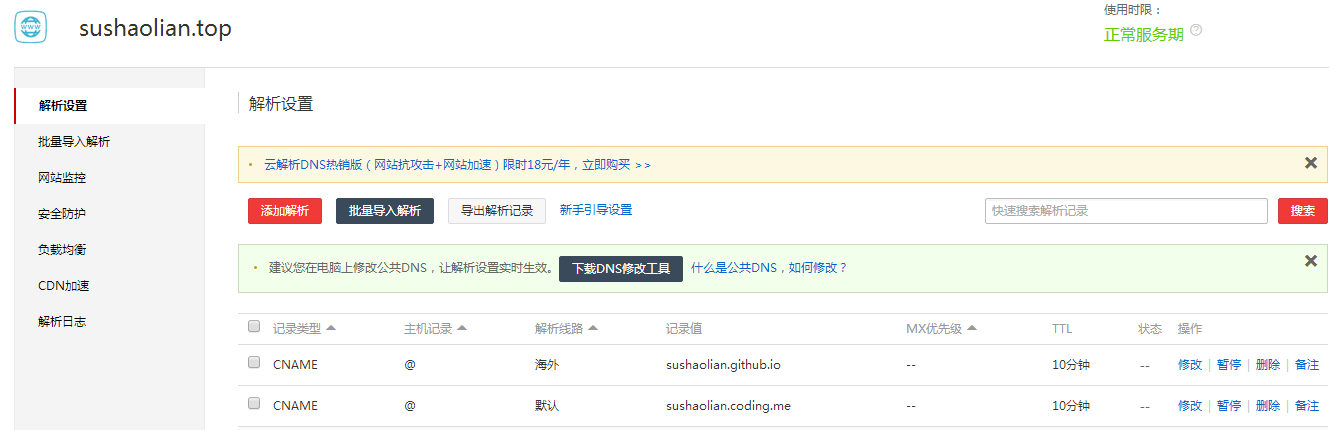 www
sushaolian.top
使用时限：
正常服务期 ?
解析设置
批量导入解析
网站监控
安全防护
负载均衡
CDN加速
解析日志
解析设置
云解析DNS热销版（网站抗攻击+网站加速）限时18元/年，立即购买 >>
添加解析 批量导入解析 导出解析记录 新手引导设置 快速搜索解析记录 搜索
建议您在电脑上修改公共DNS，让解析设置实时生效。 下载DNS修改工具 什么是公共DNS，如何修改？
记录类型 主机记录 解析线路 记录值 MX优先级 TTL 状态 操作
CNAME @ 海外 sushaolian.github.io -- 10分钟 -- 修改 | 暂停 | 删除 | 备注
CNAME @ 默认 sushaolian.coding.me -- 10分钟 -- 修改 | 暂停 | 删除 | 备注